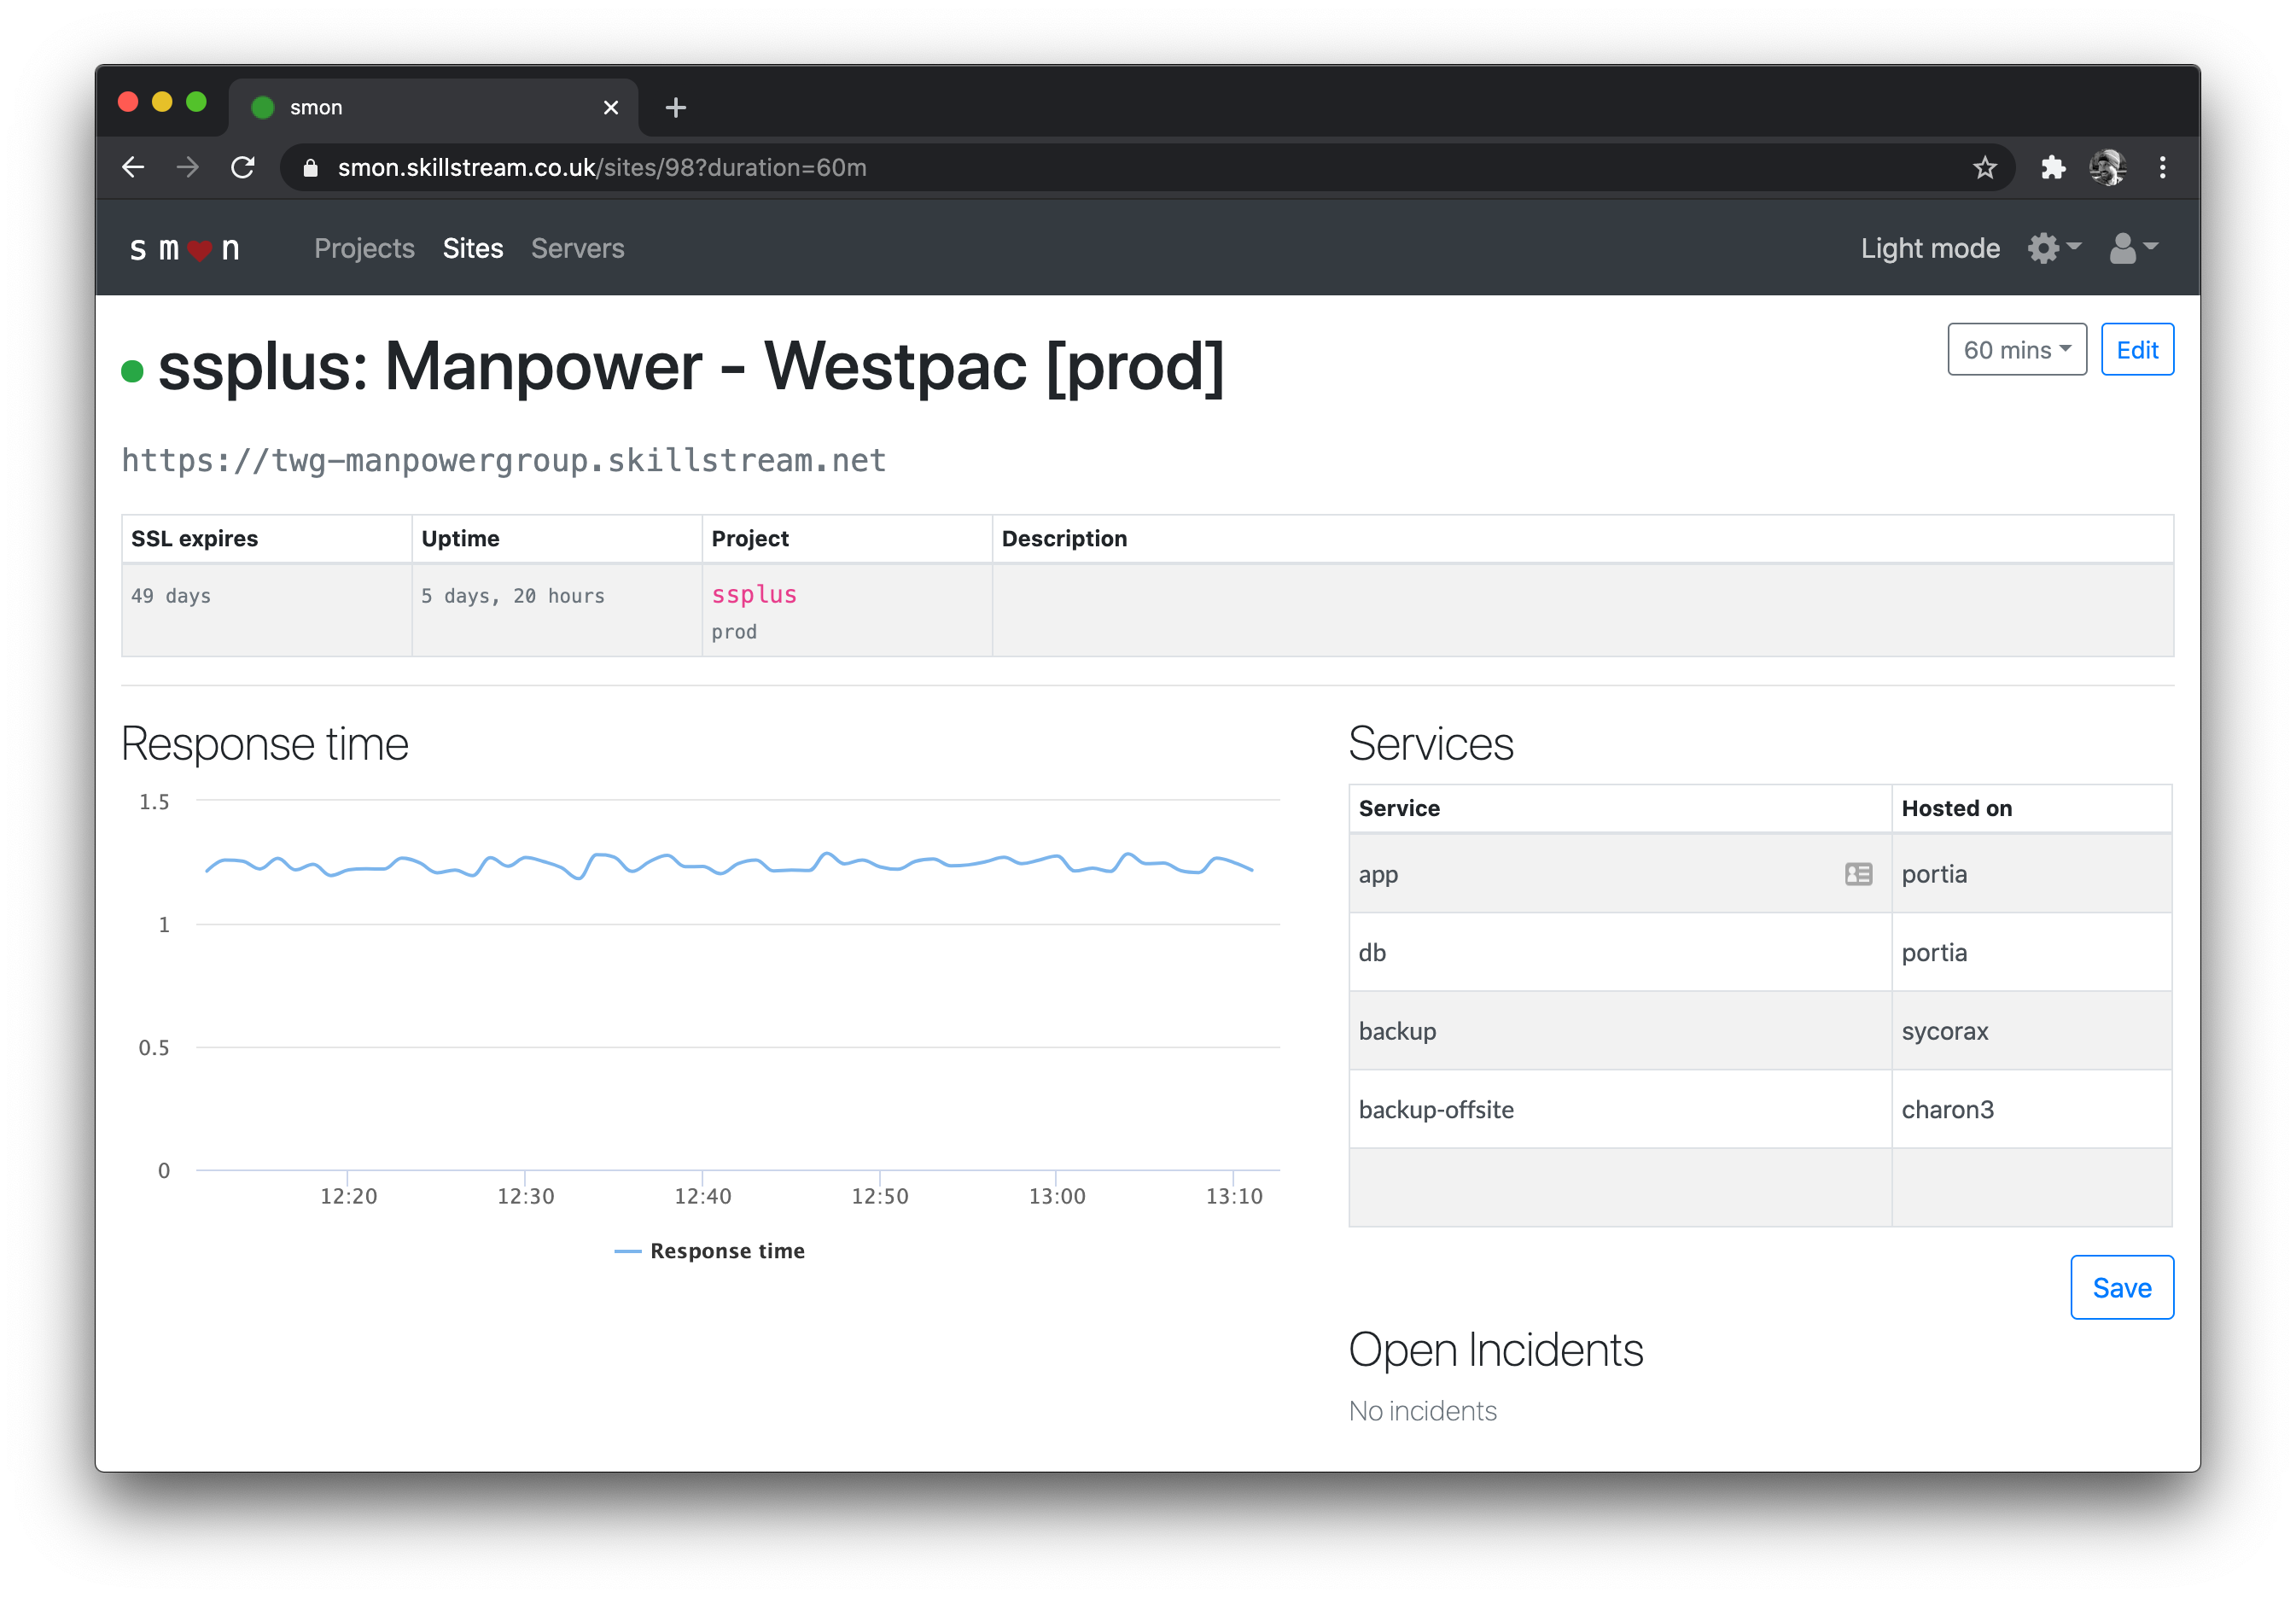 smon
smon.skillstream.co.uk/sites/98?duration=60m
s m n
Projects Sites Servers Light mode
ssplus: Manpower - Westpac [prod]
60 mins Edit
https://twg-manpowergroup.skillstream.net
SSL expires Uptime Project Description
49 days 5 days, 20 hours ssplus
prod
Response time
1.5
1
0.5
0
12:20 12:30 12:40 12:50 13:00 13:10
Response time
Services
Service Hosted on
app portia
db portia
backup sycorax
backup-offsite charon3
Save
Open Incidents
No incidents